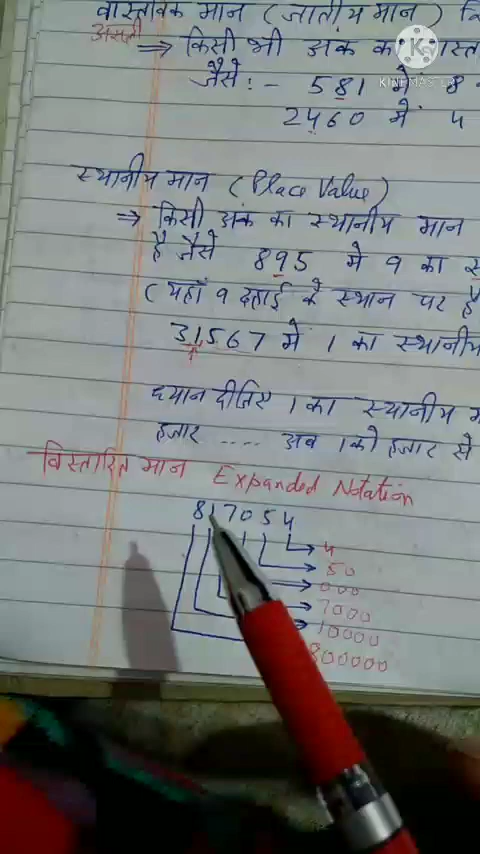 वास्तविक मान (जातीय मान)
असली
⇒ किसी भी अंक का
KINEMASTER
जैसे :- 581 में 8
2460 में 4
स्थानीय मान (Place Value)
⇒ किसी अंक का स्थानीय मान
है जैसे 895 में 9 का
(यहाँ 9 दहाई के स्थान पर है
31567 में 1 का स्थानीय
ध्यान दीजिए 1 का स्थानीय
हजार .... अब 1 को हजार से
विस्तारित मान Expanded Notation
817054
4
50
000
7000
10000
800000